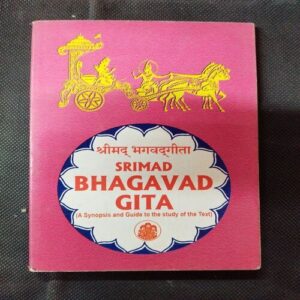 श्रीमद् भगवद्‌गीता
SRIMAD
BHAGAVAD
GITA
(A Synopsis and Guide to the study of the Text)